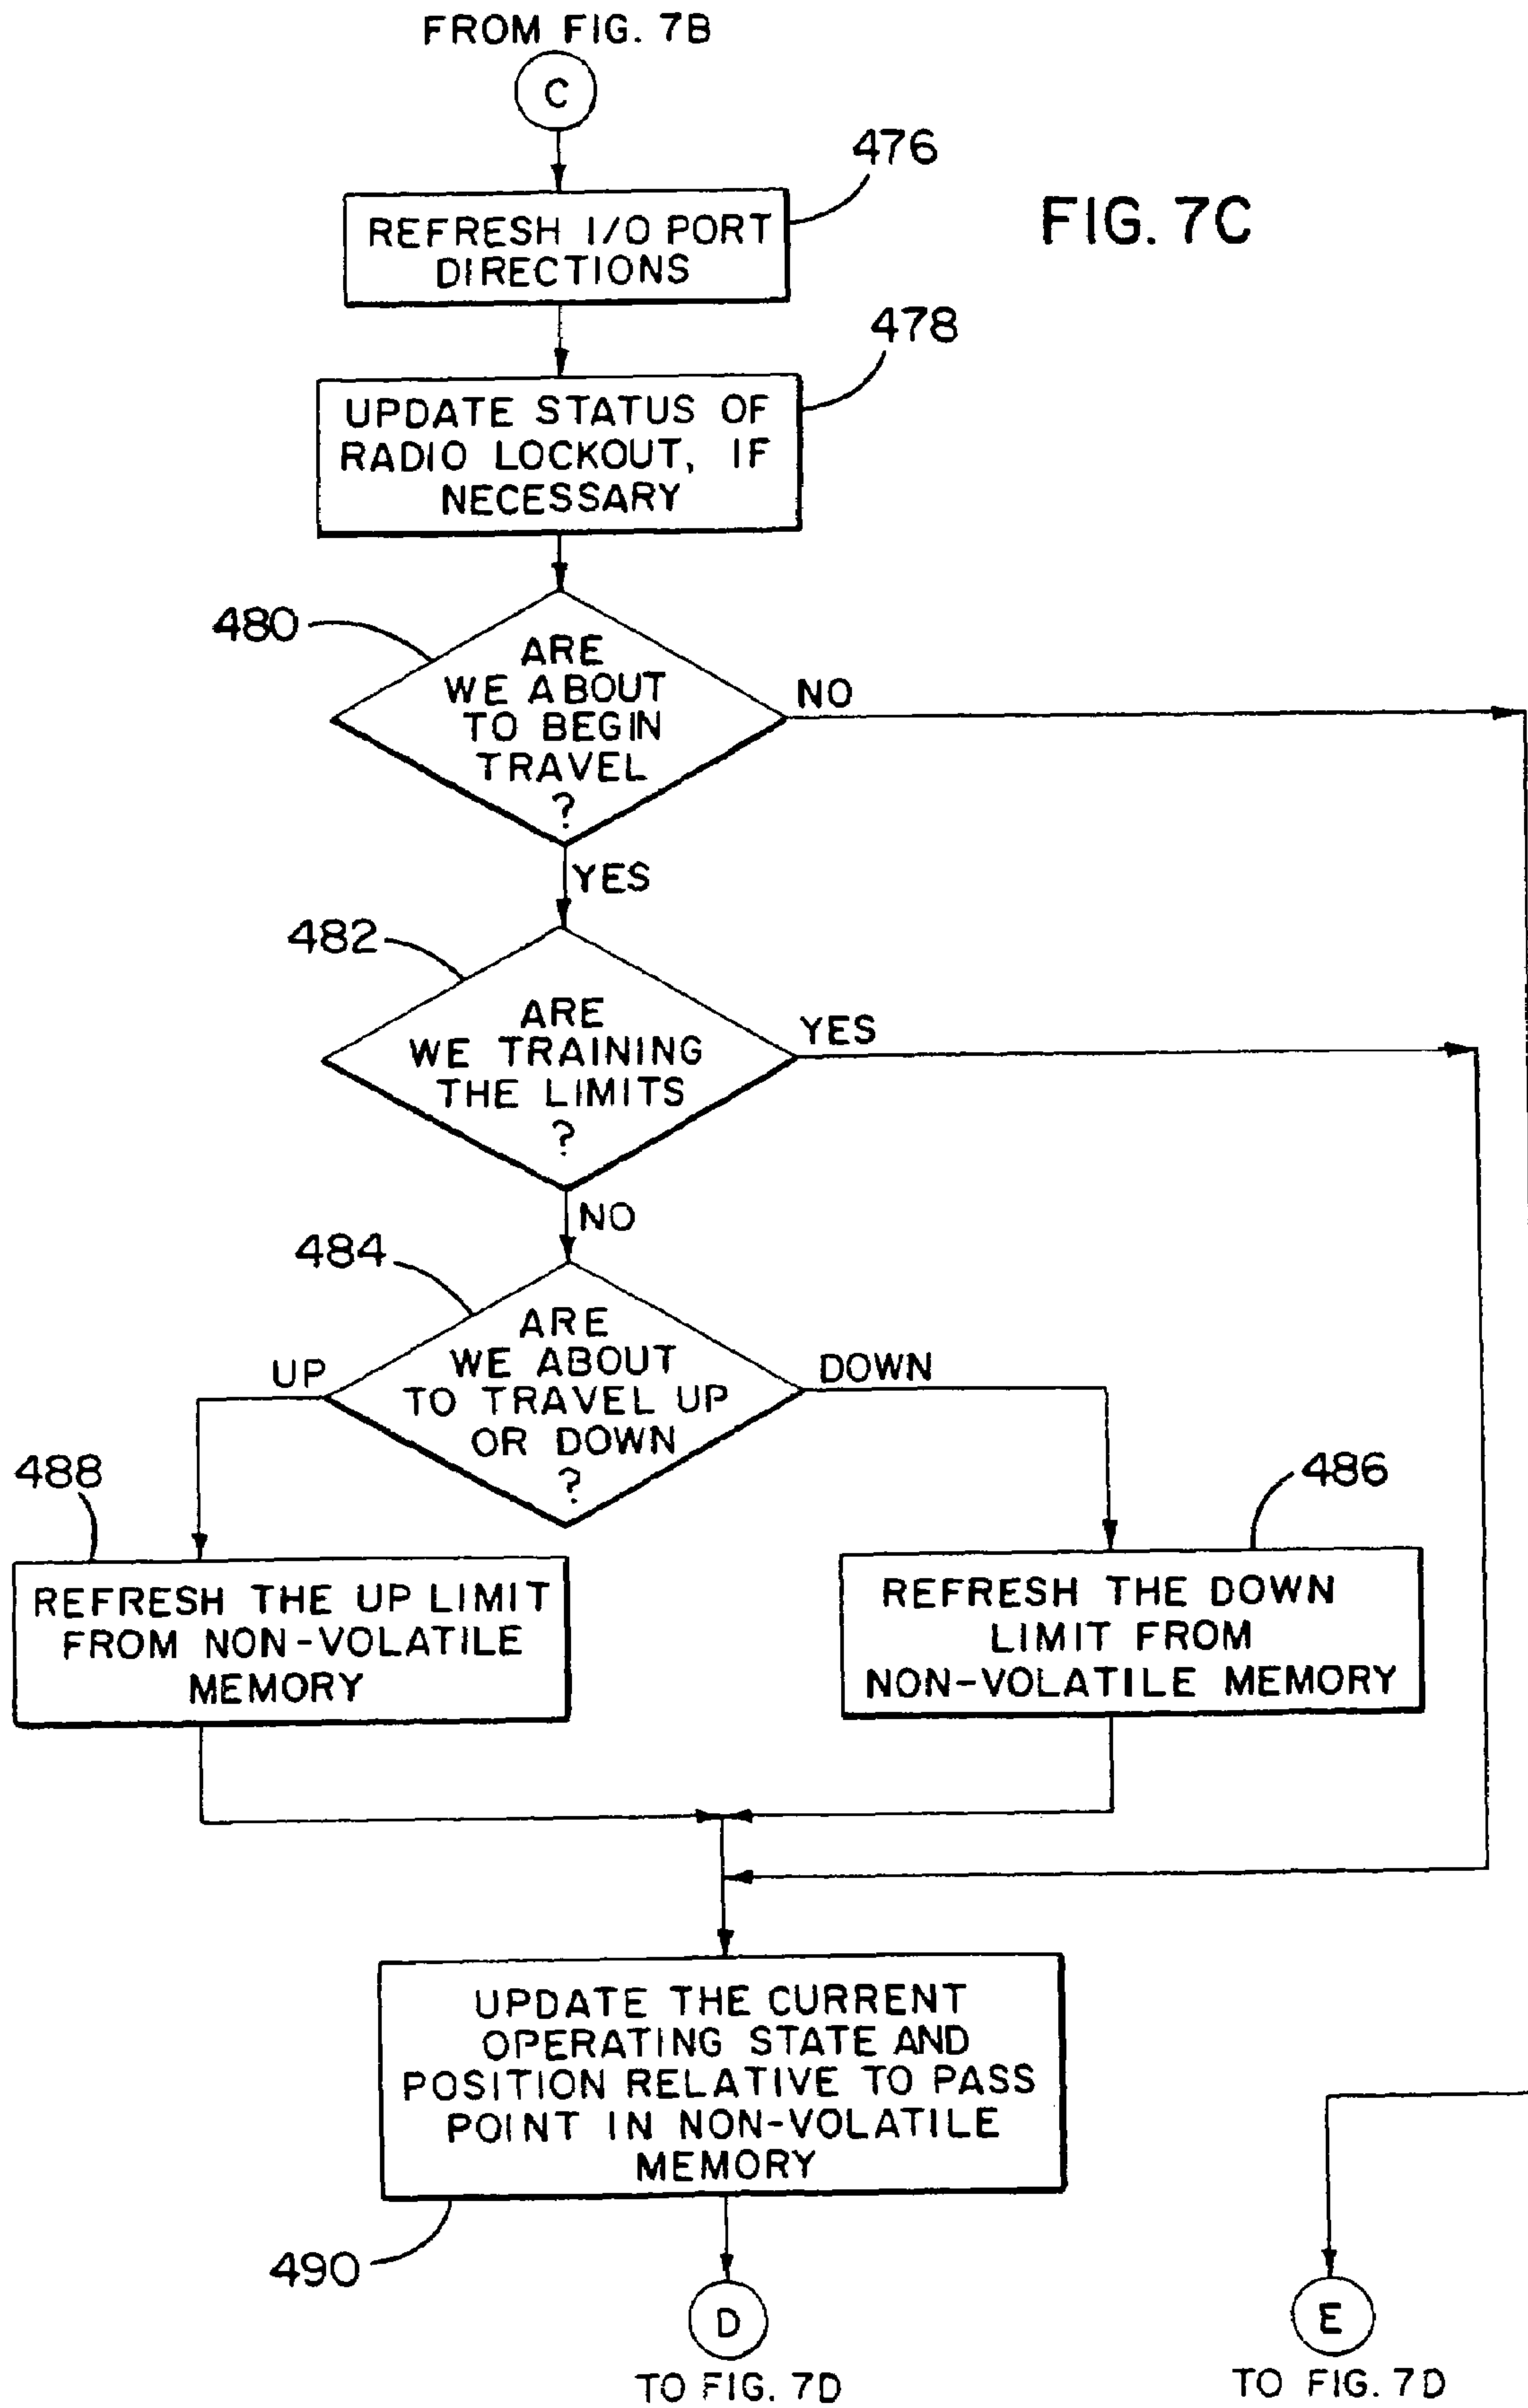 FROM FIG. 7B
C
476
REFRESH I/O PORT
DIRECTIONS
FIG. 7C
478
UPDATE STATUS OF
RADIO LOCKOUT, IF
NECESSARY
480
ARE
WE ABOUT
TO BEGIN
TRAVEL
?
NO
YES
482
ARE
WE TRAINING
THE LIMITS
?
YES
NO
484
ARE
WE ABOUT
TO TRAVEL UP
OR DOWN
?
UP
DOWN
488
REFRESH THE UP LIMIT
FROM NON-VOLATILE
MEMORY
486
REFRESH THE DOWN
LIMIT FROM
NON-VOLATILE MEMORY
UPDATE THE CURRENT
OPERATING STATE AND
POSITION RELATIVE TO PASS
POINT IN NON-VOLATILE
MEMORY
490
D
TO FIG. 7D
E
TO FIG. 7D